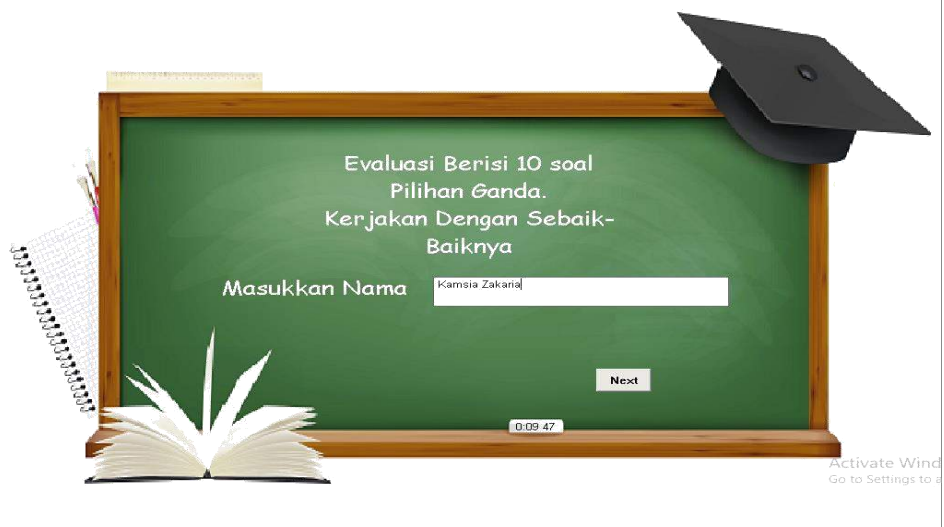 Evaluasi Berisi 10 soal
Pilihan Ganda.
Kerjakan Dengan Sebaik-
Baiknya
Masukkan Nama
Kamsia Zakaria
Next
0:09 47
Activate Wind
Go to Settings to a